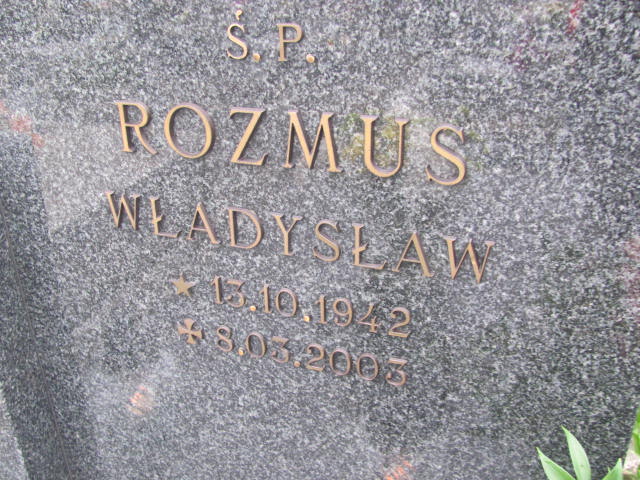 Ś.P.
ROZMUS
WŁADYSŁAW
13.10.1942
8.03.2003